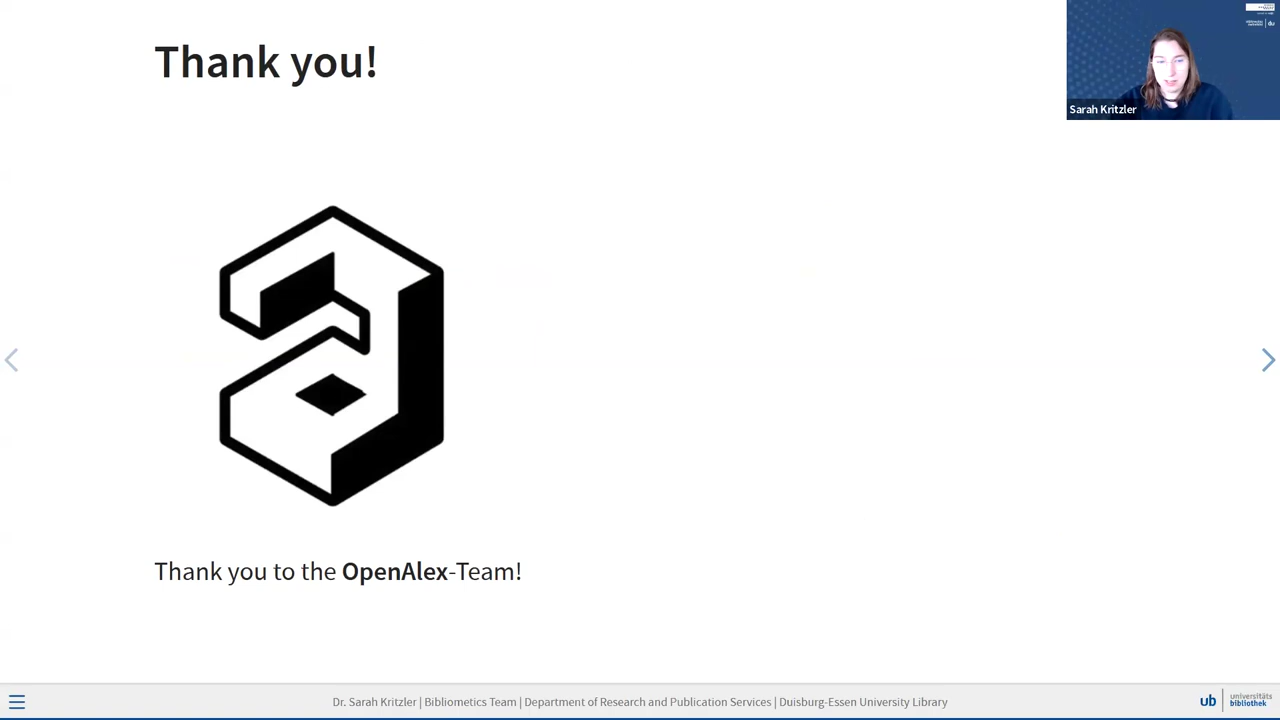 Thank you!
Sarah Kritzler
Thank you to the OpenAlex-Team!
Dr. Sarah Kritzler | Bibliometics Team | Department of Research and Publication Services | Duisburg-Essen University Library
ub
universitäts
bibliothek